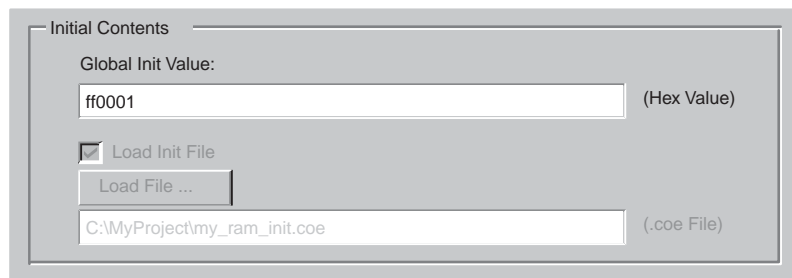 Initial Contents
Global Init Value:
ff0001 (Hex Value)
Load Init File
Load File ...
C:\MyProject\my_ram_init.coe (.coe File)